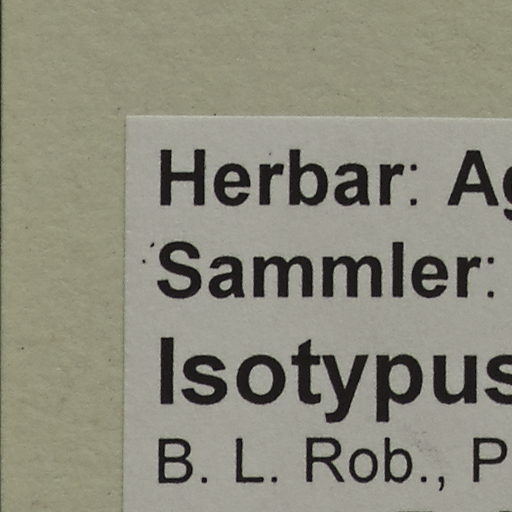 Herbar: Ag
Sammler:
Isotypus
B. L. Rob., P